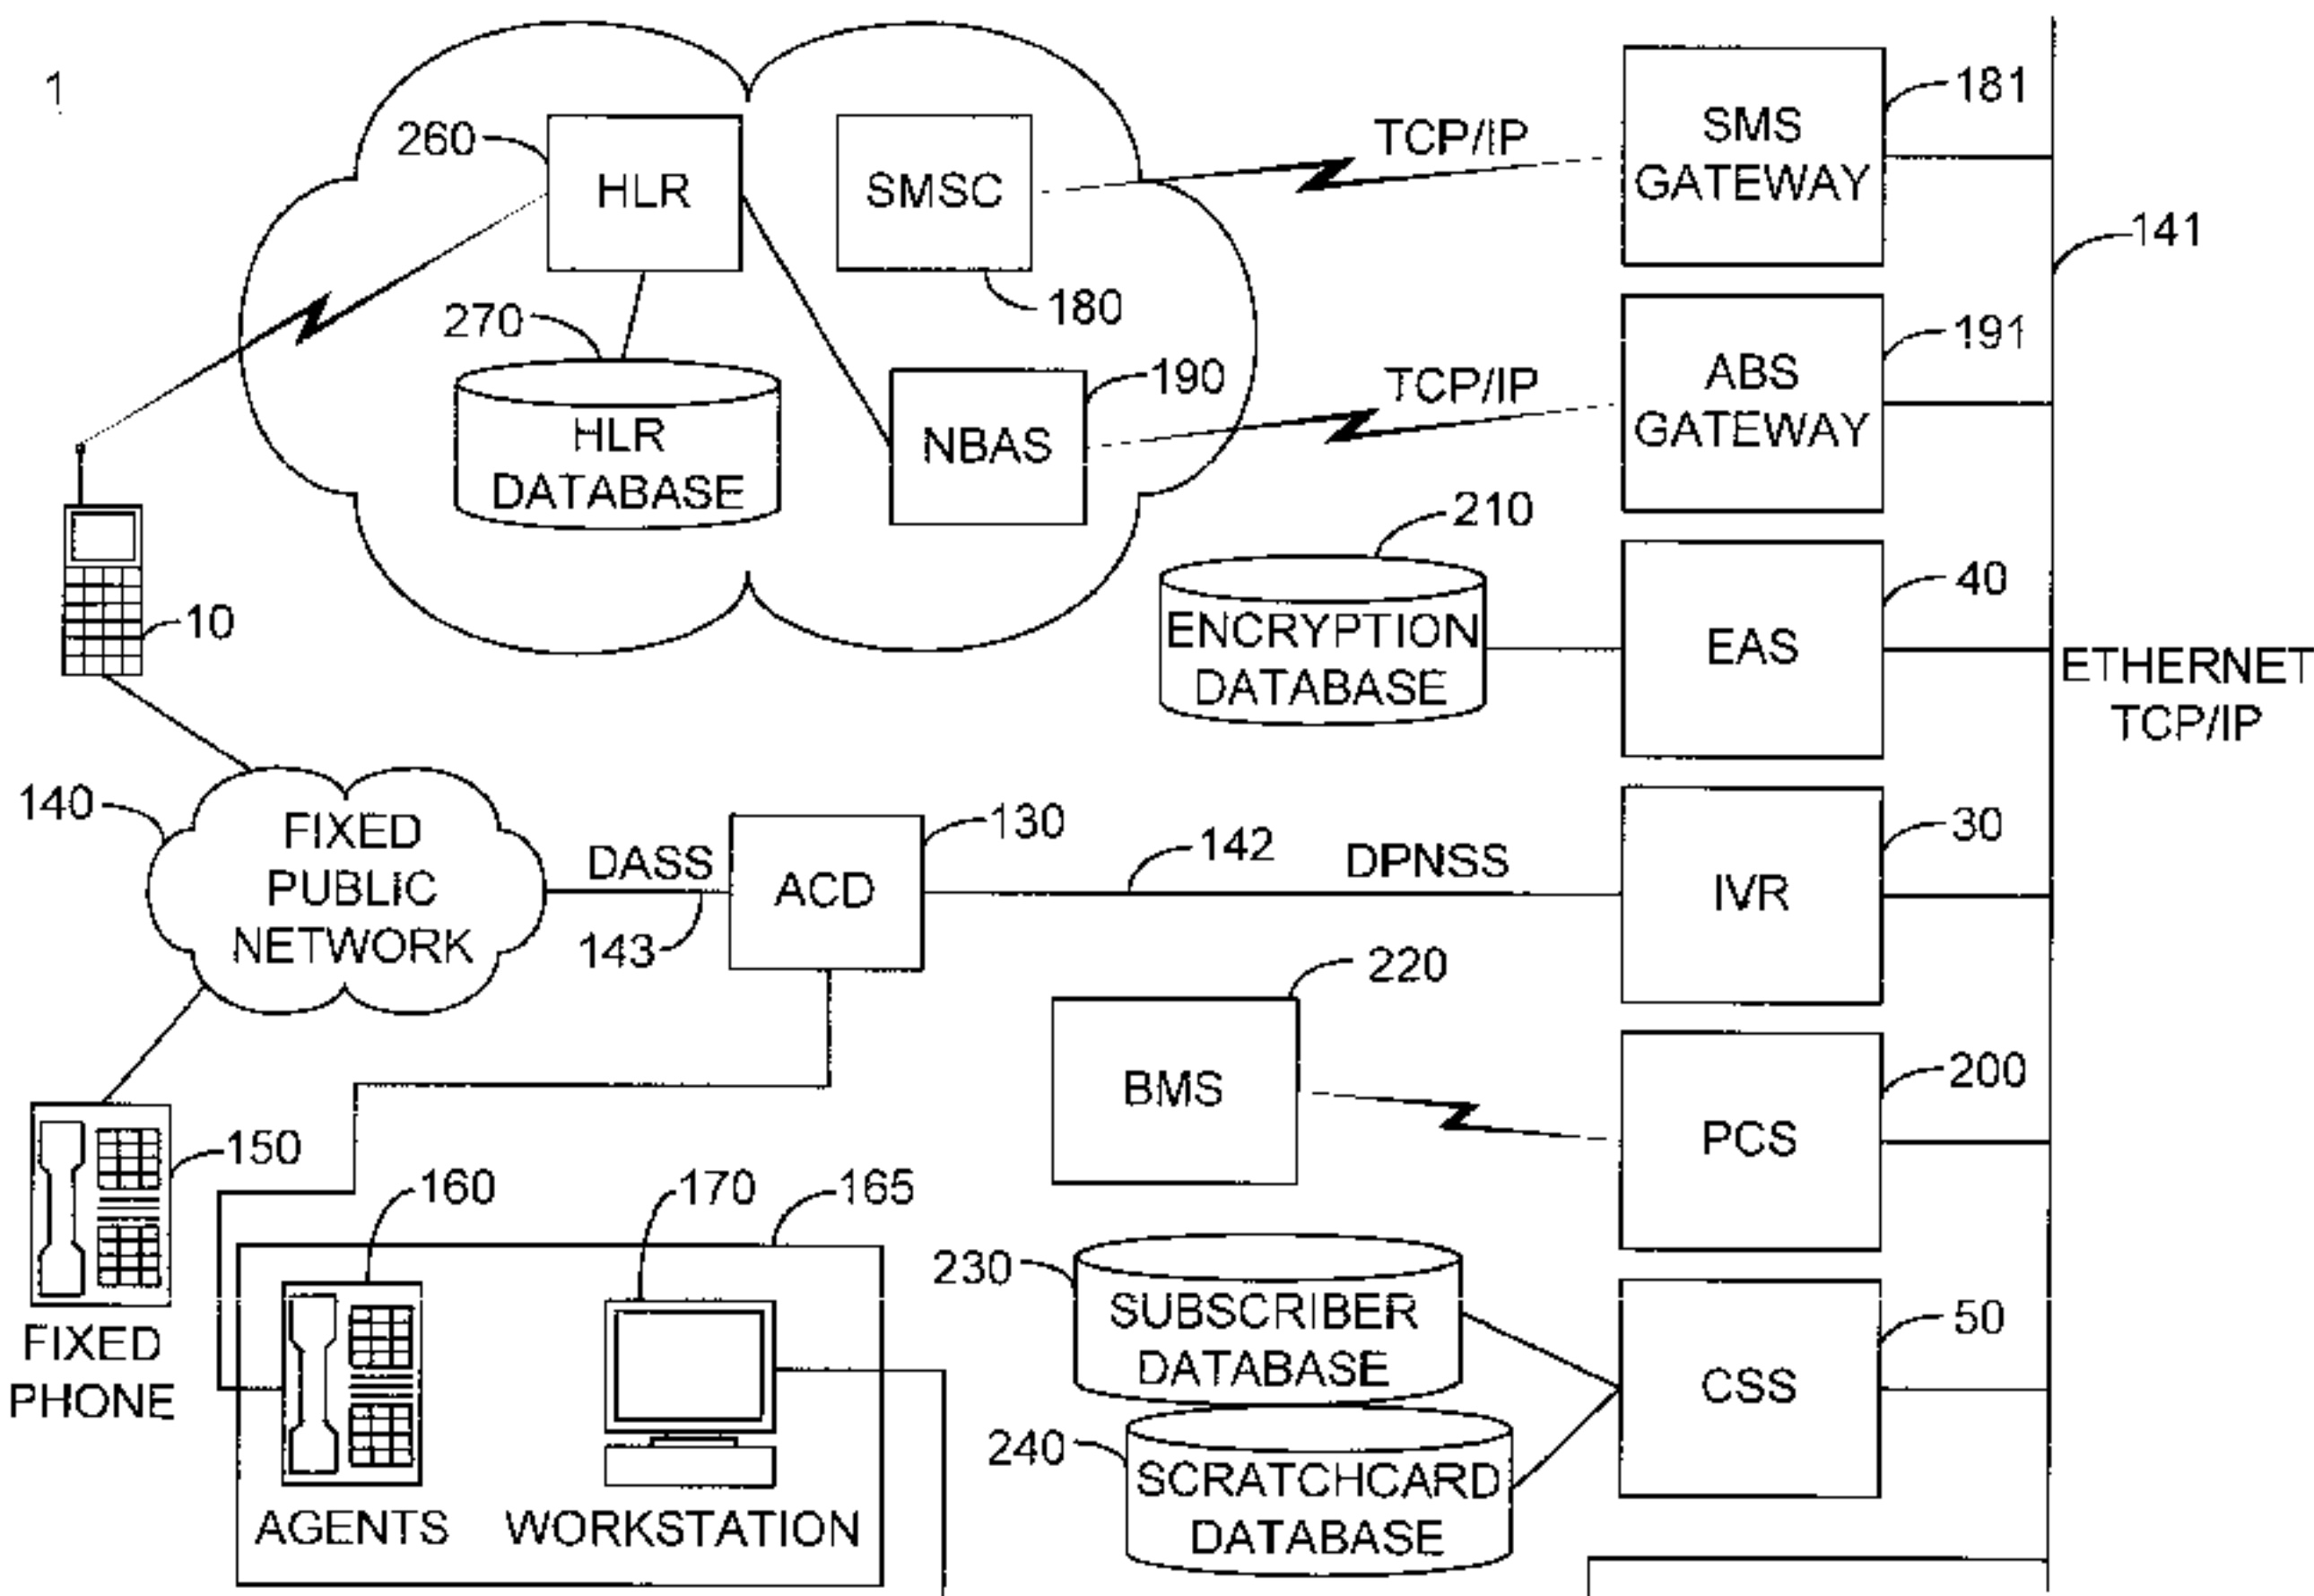 1
260
HLR
SMSC
TCP/IP
SMS
GATEWAY
181
141
270
180
HLR
DATABASE
190
NBAS
TCP/IP
ABS
GATEWAY
191
10
210
ENCRYPTION
DATABASE
EAS
40
ETHERNET
TCP/IP
140
FIXED
PUBLIC
NETWORK
DASS
143
130
ACD
142
DPNSS
IVR
30
220
BMS
PCS
200
150
FIXED
PHONE
160
170
165
AGENTS
WORKSTATION
230
SUBSCRIBER
DATABASE
240
SCRATCHCARD
DATABASE
CSS
50